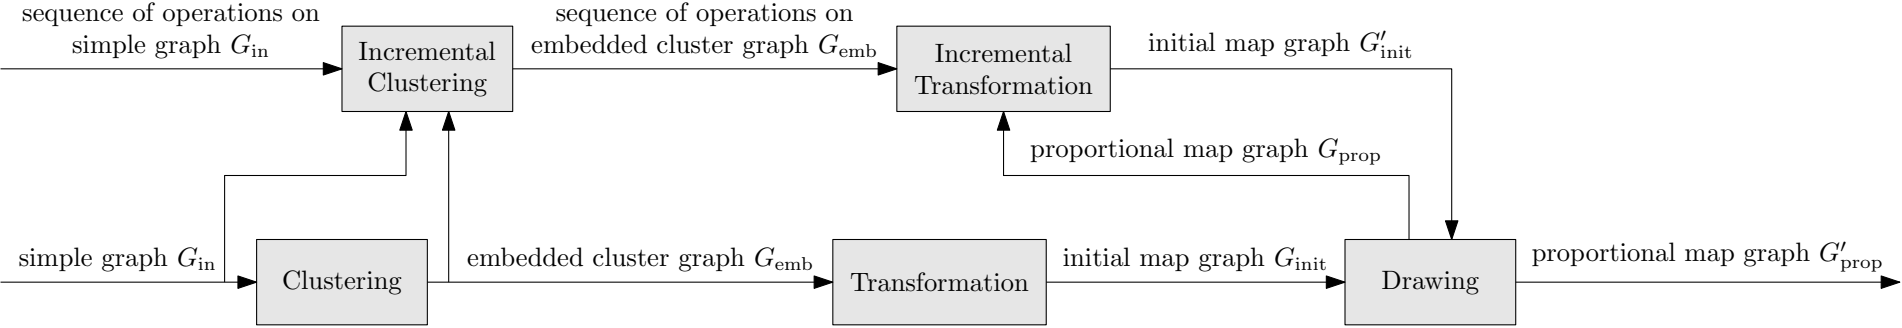 sequence of operations on
simple graph G_in
Incremental
Clustering
sequence of operations on
embedded cluster graph G_emb
Incremental
Transformation
initial map graph G′_init
proportional map graph G_prop
simple graph G_in
Clustering
embedded cluster graph G_emb
Transformation
initial map graph G_init
Drawing
proportional map graph G′_prop